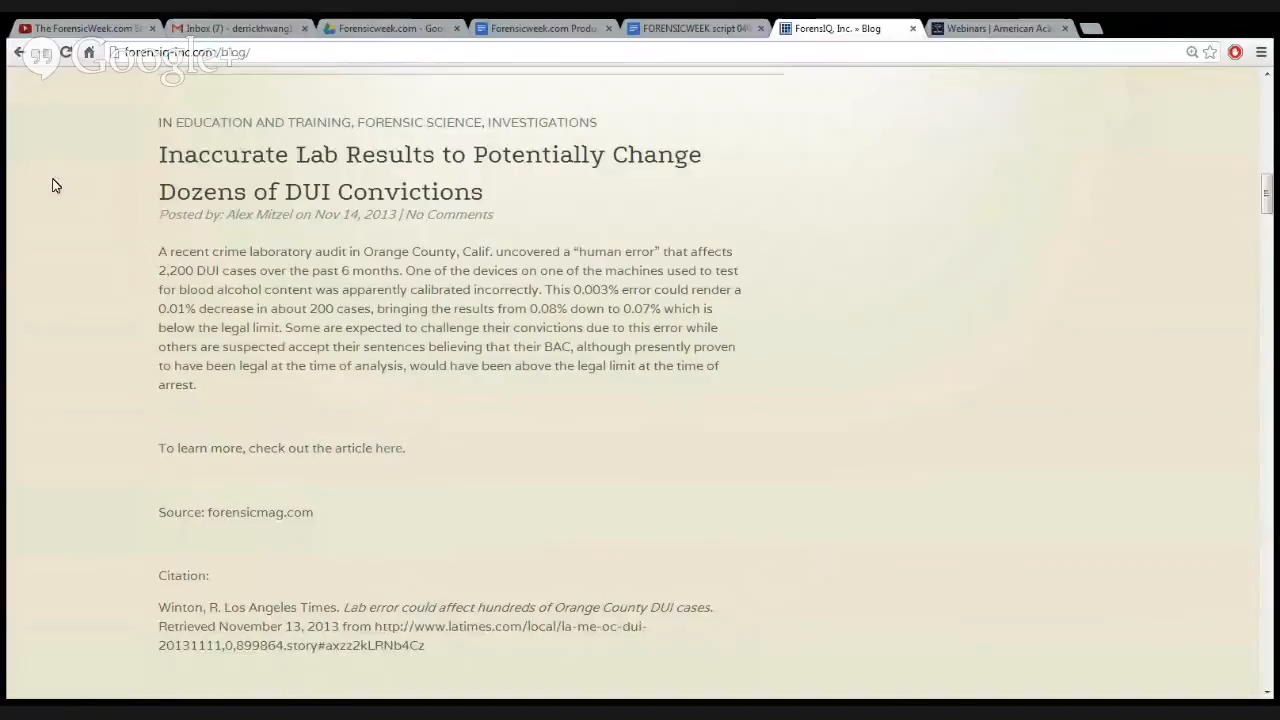 The ForensicWeek.com S
Inbox (7) - derrickhwang
Forensicweek.com - Goo
Forensicweek.com Produ
FORENSICWEEK script 04
ForensIQ, Inc. » Blog
Webinars | American Aca
Google+
forensiq-inc.com/blog/
IN EDUCATION AND TRAINING, FORENSIC SCIENCE, INVESTIGATIONS
Inaccurate Lab Results to Potentially Change
Dozens of DUI Convictions
Posted by: Alex Mitzel on Nov 14, 2013 | No Comments
A recent crime laboratory audit in Orange County, Calif. uncovered a “human error” that affects
2,200 DUI cases over the past 6 months. One of the devices on one of the machines used to test
for blood alcohol content was apparently calibrated incorrectly. This 0.003% error could render a
0.01% decrease in about 200 cases, bringing the results from 0.08% down to 0.07% which is
below the legal limit. Some are expected to challenge their convictions due to this error while
others are suspected accept their sentences believing that their BAC, although presently proven
to have been legal at the time of analysis, would have been above the legal limit at the time of
arrest.
To learn more, check out the article here.
Source: forensicmag.com
Citation:
Winton, R. Los Angeles Times. Lab error could affect hundreds of Orange County DUI cases.
Retrieved November 13, 2013 from http://www.latimes.com/local/la-me-oc-dui-
20131111,0,899864.story#axzz2kLRNb4Cz